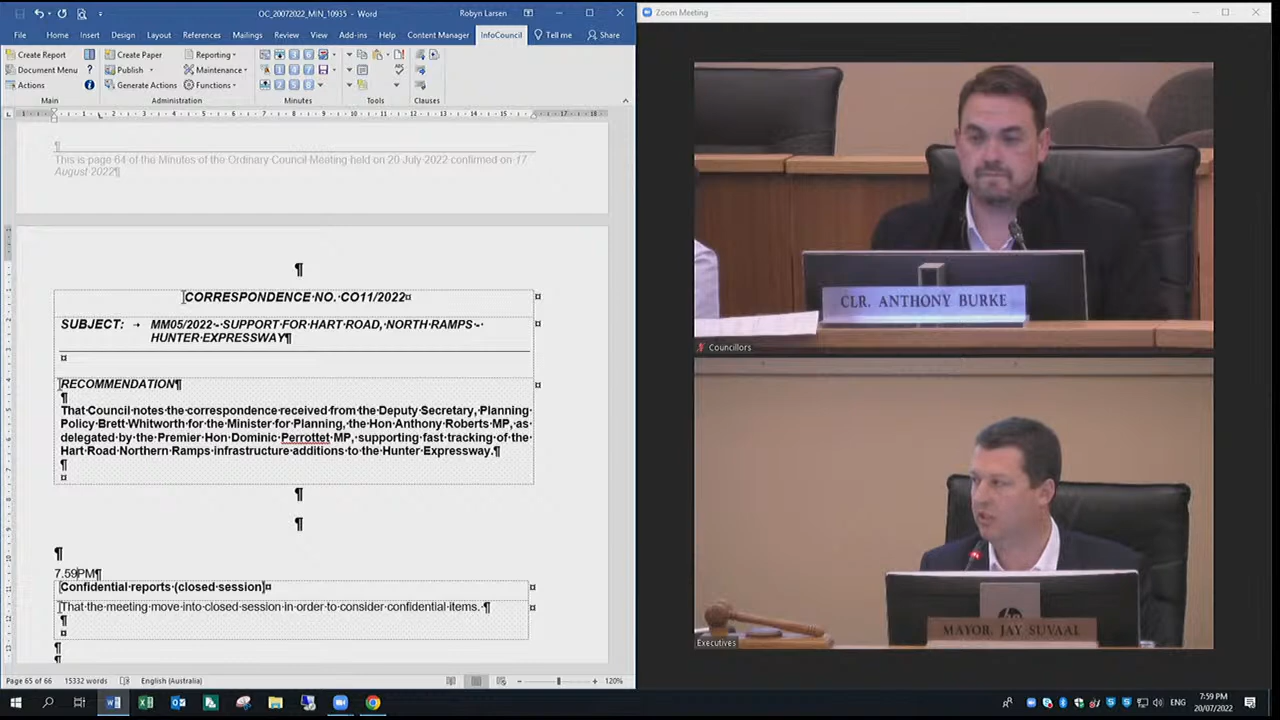 OC_20072022_MIN_10935 - Word
Robyn Larsen
File Home Insert Design Layout References Mailings Review View Add-ins Help Content Manager InfoCouncil Tell me Share
Create Report Create Paper Reporting
Document Menu Publish Maintenance
Actions Generate Actions Functions
Main Administration Minutes Tools Clauses
This is page 64 of the Minutes of the Ordinary Council Meeting held on 20 July 2022 confirmed on 17
August 2022¶
CORRESPONDENCE NO. CO11/2022
SUBJECT: MM05/2022 - SUPPORT FOR HART ROAD, NORTH RAMPS -
HUNTER EXPRESSWAY¶
RECOMMENDATION¶
That Council notes the correspondence received from the Deputy Secretary, Planning
Policy Brett Whitworth for the Minister for Planning, the Hon Anthony Roberts MP, as
delegated by the Premier Hon Dominic Perrottet MP, supporting fast tracking of the
Hart Road Northern Ramps infrastructure additions to the Hunter Expressway.¶
7.59PM¶
Confidential reports (closed session)
That the meeting move into closed session in order to consider confidential items. ¶
Page 65 of 66 15332 words English (Australia) 120%
Zoom Meeting
CLR. ANTHONY BURKE
Councillors
MAYOR. JAY SUVAAL
Executives
ENG
7:59 PM
20/07/2022